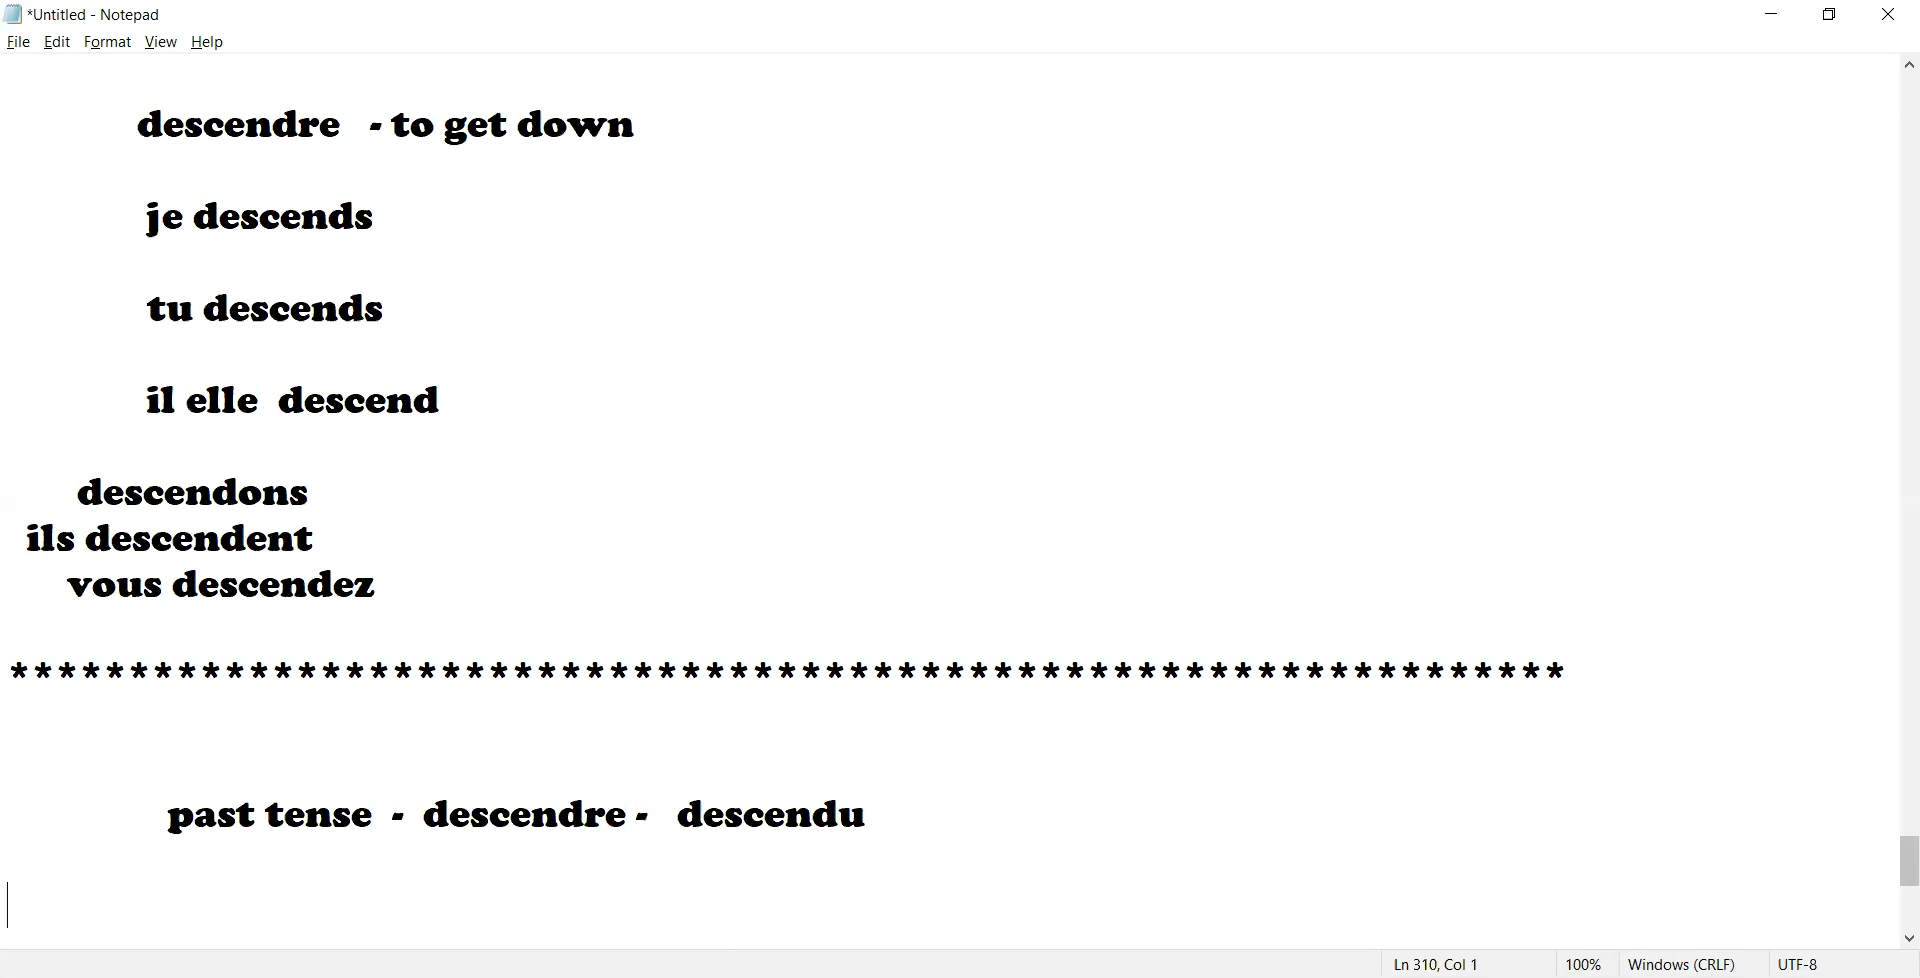 *Untitled - Notepad
File Edit Format View Help
descendre - to get down
je descends
tu descends
il elle descend
descendons
ils descendent
vous descendez
*****************************************************************
past tense - descendre - descendu
Ln 310, Col 1 100% Windows (CRLF) UTF-8